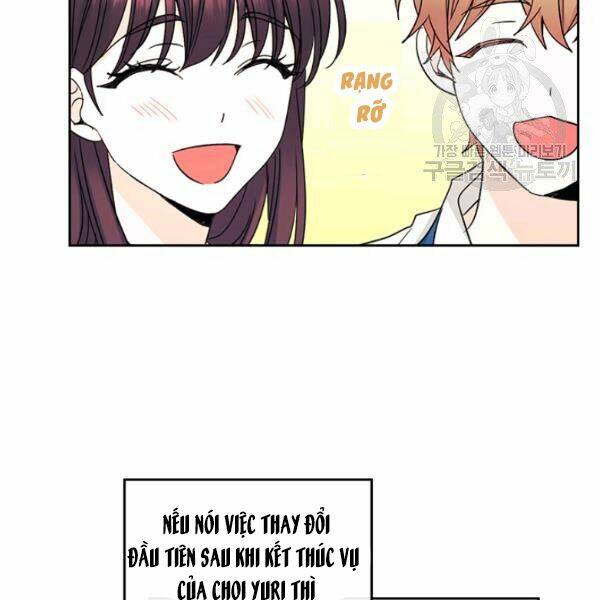 RẠNG
RỠ
가장 빠른 웹툰 미리보기
구글검색 뉴토끼
NẾU NÓI VIỆC THAY ĐỔI
ĐẦU TIÊN SAU KHI KẾT THÚC VỤ
CỦA CHOI YURI THÌ